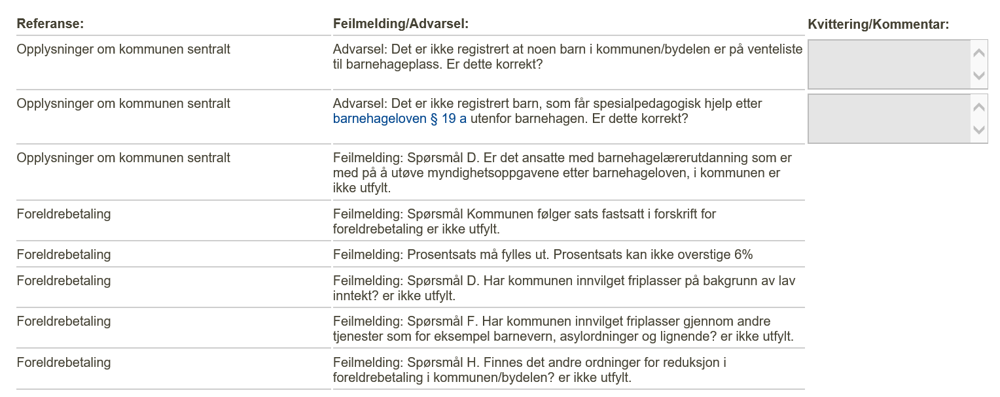 Referanse:
Feilmelding/Advarsel:
Kvittering/Kommentar:
Opplysninger om kommunen sentralt
Advarsel: Det er ikke registrert at noen barn i kommunen/bydelen er på venteliste
til barnehageplass. Er dette korrekt?
Opplysninger om kommunen sentralt
Advarsel: Det er ikke registrert barn, som får spesialpedagogisk hjelp etter
barnehageloven § 19 a utenfor barnehagen. Er dette korrekt?
Opplysninger om kommunen sentralt
Feilmelding: Spørsmål D. Er det ansatte med barnehagelærerutdanning som er
med på å utøve myndighetsoppgavene etter barnehageloven, i kommunen er
ikke utfylt.
Foreldrebetaling
Feilmelding: Spørsmål Kommunen følger sats fastsatt i forskrift for
foreldrebetaling er ikke utfylt.
Foreldrebetaling
Feilmelding: Prosentsats må fylles ut. Prosentsats kan ikke overstige 6%
Foreldrebetaling
Feilmelding: Spørsmål D. Har kommunen innvilget friplasser på bakgrunn av lav
inntekt? er ikke utfylt.
Foreldrebetaling
Feilmelding: Spørsmål F. Har kommunen innvilget friplasser gjennom andre
tjenester som for eksempel barnevern, asylordninger og lignende? er ikke utfylt.
Foreldrebetaling
Feilmelding: Spørsmål H. Finnes det andre ordninger for reduksjon i
foreldrebetaling i kommunen/bydelen? er ikke utfylt.